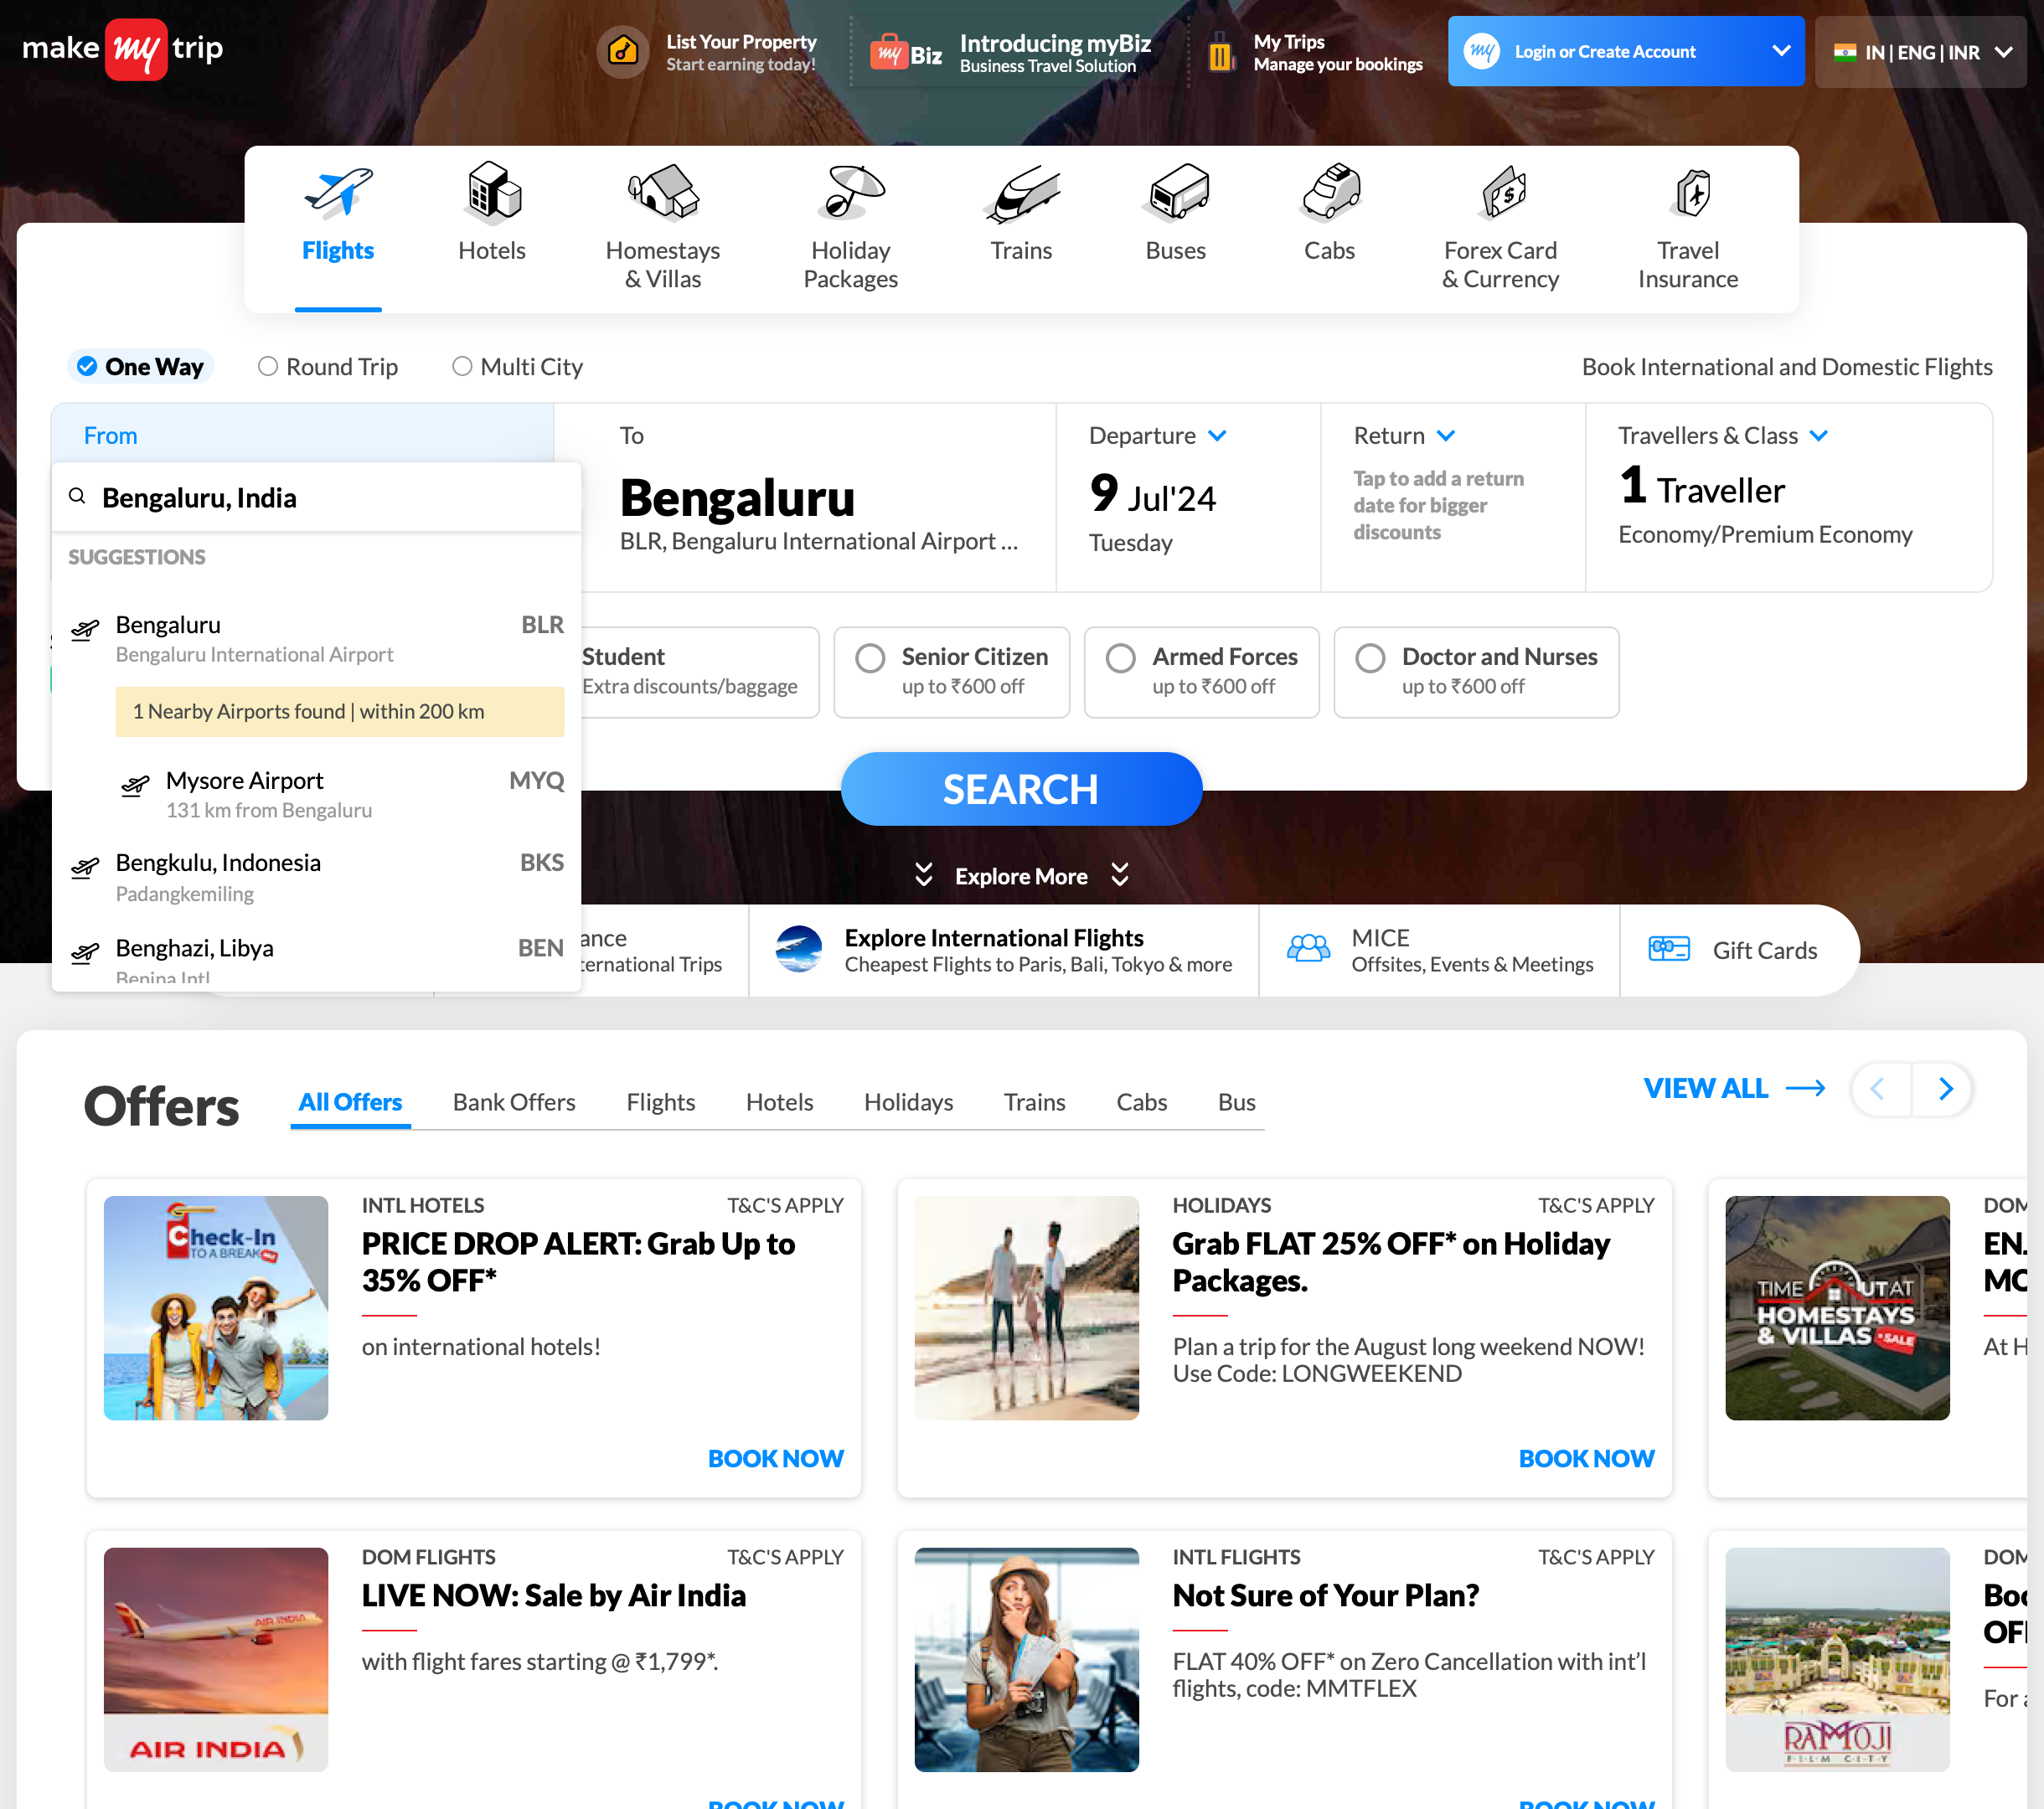 make my trip
List Your Property
Start earning today!
my Biz
Introducing myBiz
Business Travel Solution
My Trips
Manage your bookings
my Login or Create Account
IN | ENG | INR
Flights
Hotels
Homestays
& Villas
Holiday
Packages
Trains
Buses
Cabs
Forex Card
& Currency
Travel
Insurance
One Way
Round Trip
Multi City
Book International and Domestic Flights
From
Bengaluru, India
SUGGESTIONS
Bengaluru BLR
Bengaluru International Airport
1 Nearby Airports found | within 200 km
Mysore Airport MYQ
131 km from Bengaluru
Bengkulu, Indonesia BKS
Padangkemiling
Benghazi, Libya BEN
Benina Intl
To
Bengaluru
BLR, Bengaluru International Airport ...
Departure
9 Jul'24
Tuesday
Return
Tap to add a return
date for bigger
discounts
Travellers & Class
1 Traveller
Economy/Premium Economy
Student
Extra discounts/baggage
Senior Citizen
up to ₹600 off
Armed Forces
up to ₹600 off
Doctor and Nurses
up to ₹600 off
SEARCH
Explore More
ance
ternational Trips
Explore International Flights
Cheapest Flights to Paris, Bali, Tokyo & more
MICE
Offsites, Events & Meetings
Gift Cards
Offers
All Offers
Bank Offers
Flights
Hotels
Holidays
Trains
Cabs
Bus
VIEW ALL
Check-In
TO A BREAK SALE
INTL HOTELS T&C'S APPLY
PRICE DROP ALERT: Grab Up to
35% OFF*
on international hotels!
BOOK NOW
HOLIDAYS T&C'S APPLY
Grab FLAT 25% OFF* on Holiday
Packages.
Plan a trip for the August long weekend NOW!
Use Code: LONGWEEKEND
BOOK NOW
TIME OUT AT
HOMESTAYS
& VILLAS SALE
DOM
EN
MO
At H
AIR INDIA
AIR INDIA
DOM FLIGHTS T&C'S APPLY
LIVE NOW: Sale by Air India
with flight fares starting @ ₹1,799*.
BOOK NOW
INTL FLIGHTS T&C'S APPLY
Not Sure of Your Plan?
FLAT 40% OFF* on Zero Cancellation with int'l
flights, code: MMTFLEX
BOOK NOW
RAMOJI
FILM CITY
DOM
Boo
OF
For a